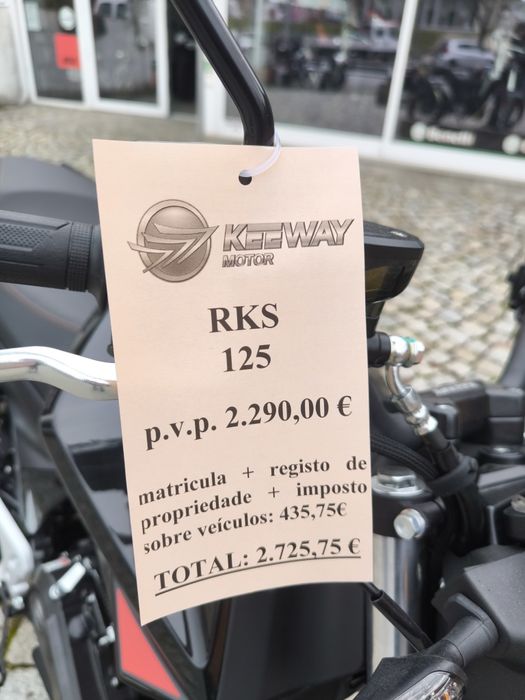 KEEWAY
MOTOR
RKS
125
p.v.p. 2.290,00 €
matricula + registo de
propriedade + imposto
sobre veículos: 435,75€
TOTAL: 2.725,75 €
Benelli